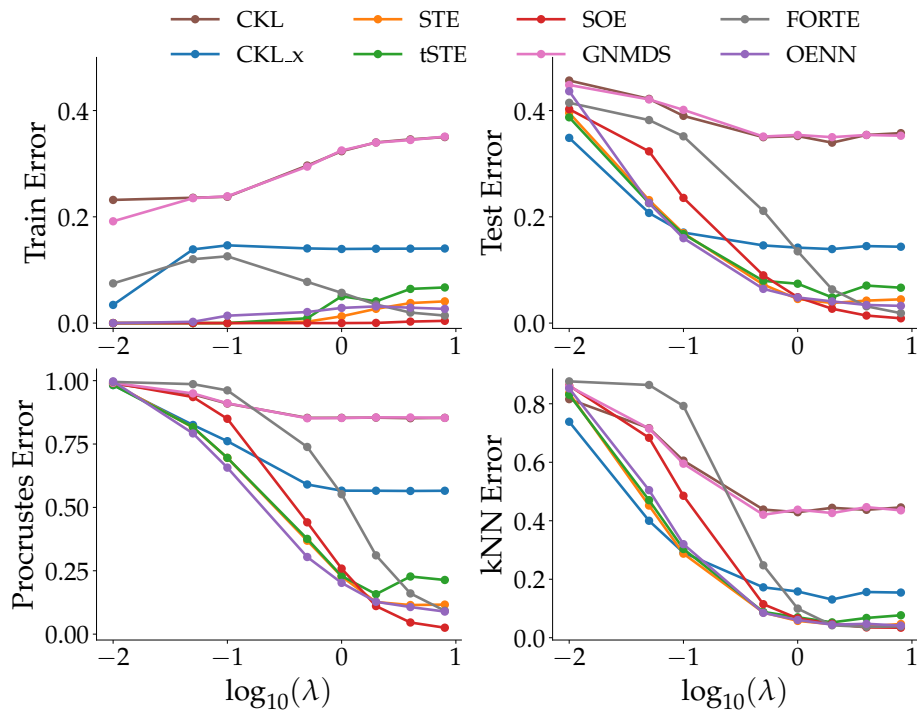 CKL STE SOE FORTE
CKL_x tSTE GNMDS OENN
Train Error
0.4
0.2
0.0
−2 −1 0 1
Test Error
0.4
0.2
0.0
−2 −1 0 1
Procrustes Error
1.00
0.75
0.50
0.25
0.00
−2 −1 0 1
log₁₀(λ)
kNN Error
0.8
0.6
0.4
0.2
0.0
−2 −1 0 1
log₁₀(λ)